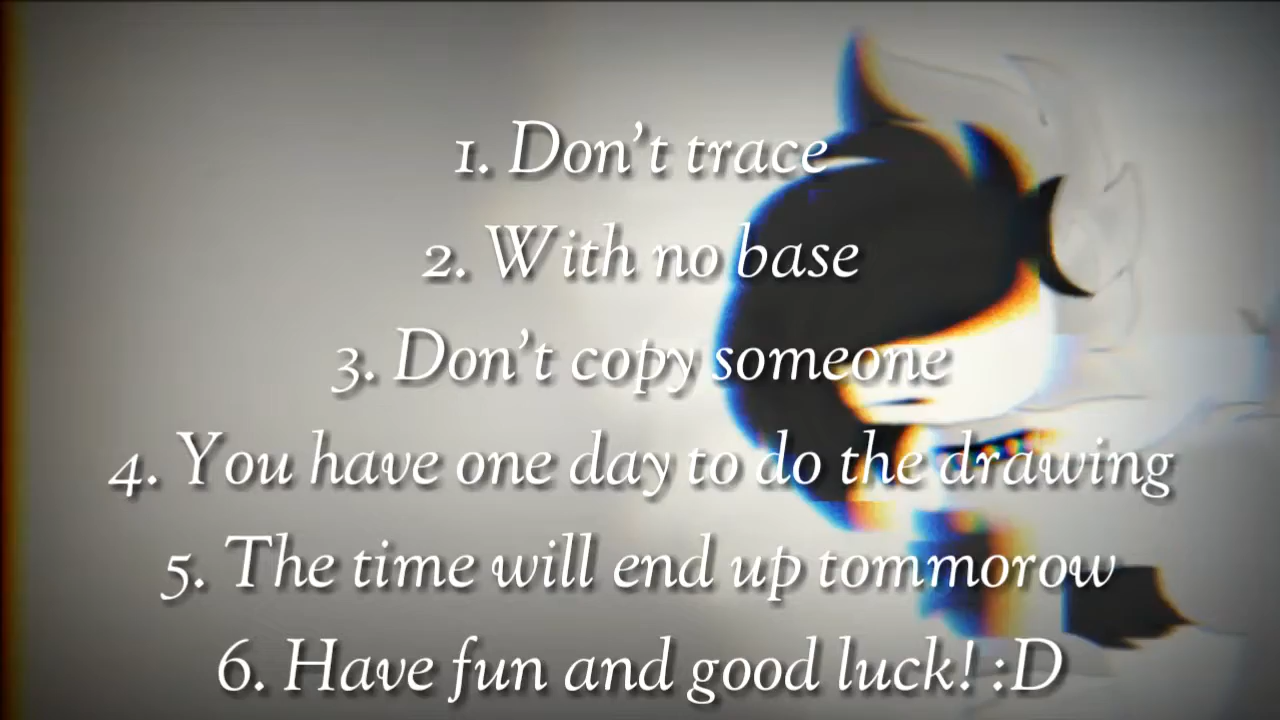 1. Don't trace
2. With no base
3. Don't copy someone
4. You have one day to do the drawing
5. The time will end up tommorow
6. Have fun and good luck! :D